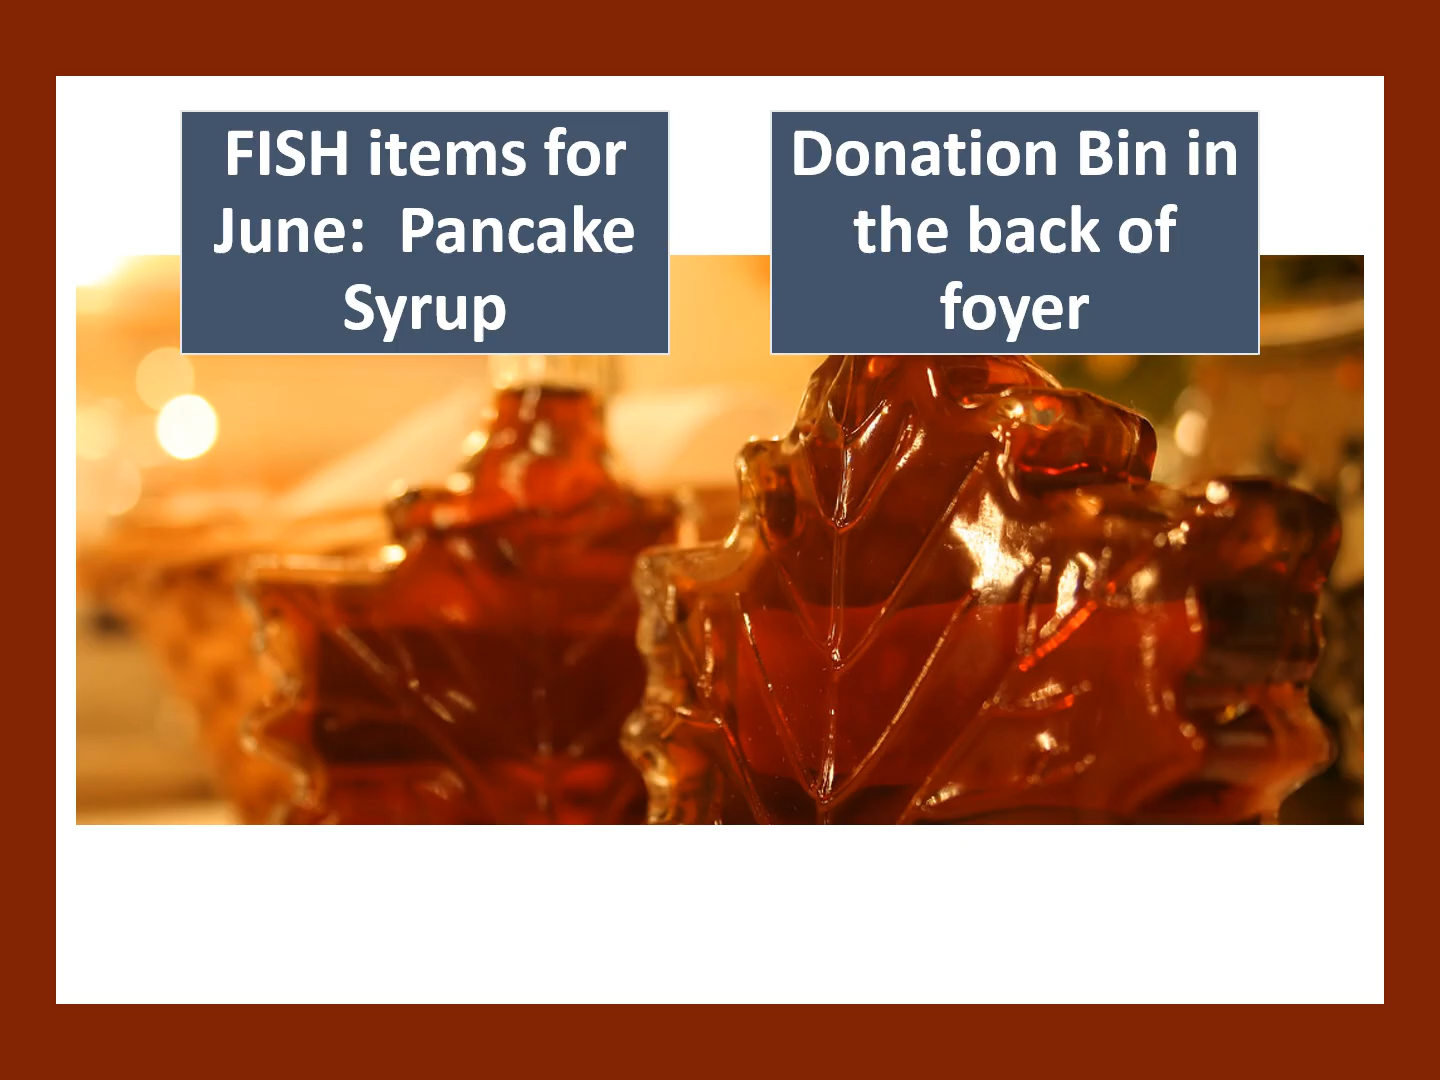 FISH items for
June:  Pancake
Syrup
Donation Bin in
the back of
foyer